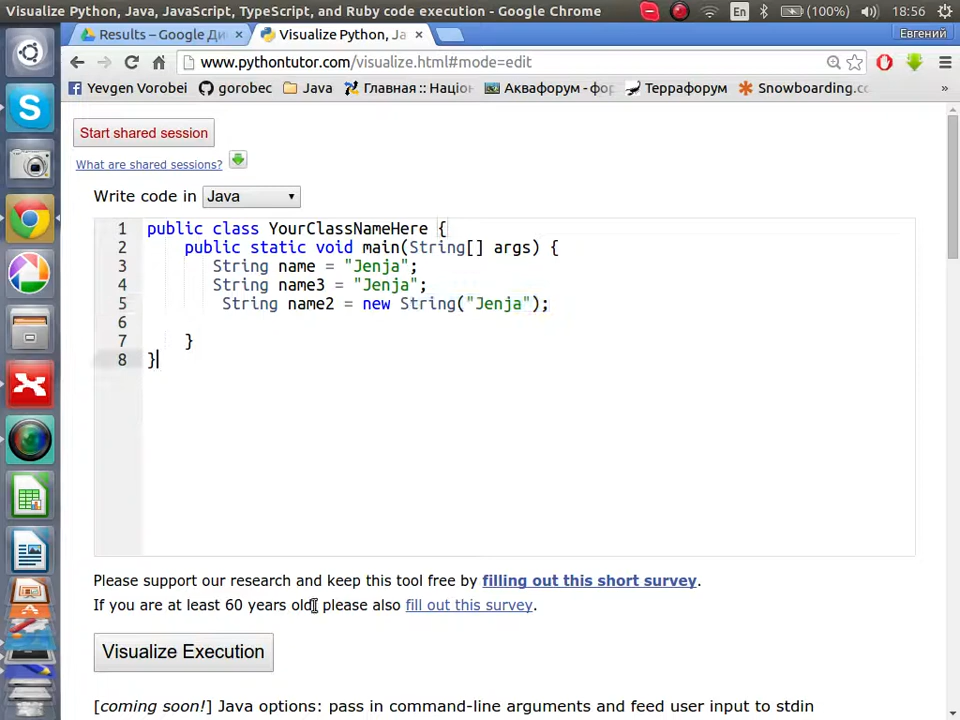 Visualize Python, Java, JavaScript, TypeScript, and Ruby code execution - Google Chrome En (100%) 18:56
Results – Google Ди × Visualize Python, Ja × Евгений
www.pythontutor.com/visualize.html#mode=edit
Yevgen Vorobei gorobec Java Главная :: Націон Аквафорум - фор Террафорум Snowboarding.co »
Start shared session
What are shared sessions?
Write code in Java
1 public class YourClassNameHere {
2 public static void main(String[] args) {
3 String name = "Jenja";
4 String name3 = "Jenja";
5 String name2 = new String("Jenja");
6
7 }
8 }
Please support our research and keep this tool free by filling out this short survey.
If you are at least 60 years old, please also fill out this survey.
Visualize Execution
[coming soon!] Java options: pass in command-line arguments and feed user input to stdin